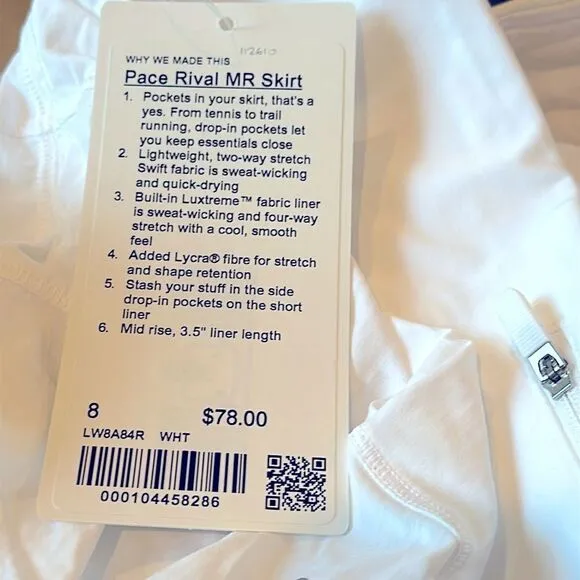 112610
WHY WE MADE THIS
Pace Rival MR Skirt
1. Pockets in your skirt, that's a
yes. From tennis to trail
running, drop-in pockets let
you keep essentials close
2. Lightweight, two-way stretch
Swift fabric is sweat-wicking
and quick-drying
3. Built-in Luxtreme™ fabric liner
is sweat-wicking and four-way
stretch with a cool, smooth
feel
4. Added Lycra® fibre for stretch
and shape retention
5. Stash your stuff in the side
drop-in pockets on the short
liner
6. Mid rise, 3.5" liner length
8 $78.00
LW8A84R WHT
000104458286